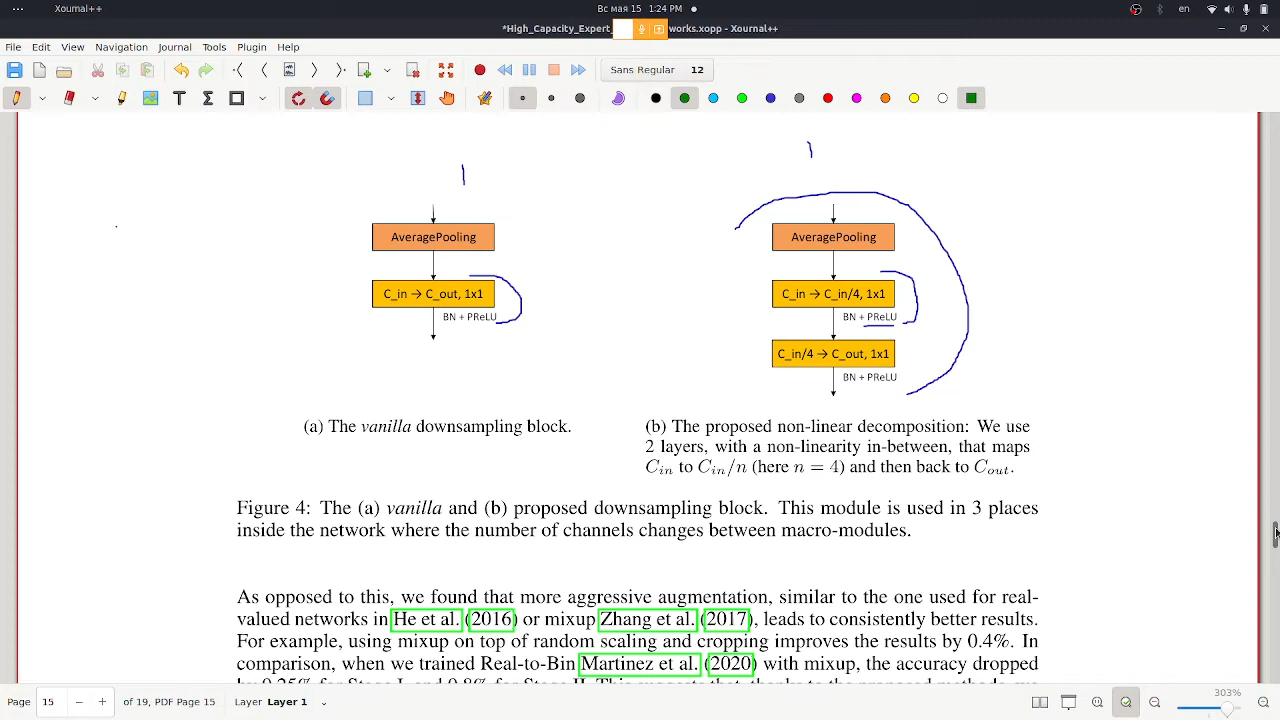 Xournal++
Вс мая 15 1:24 PM
en
*High_Capacity_Expert_ works.xopp - Xournal++
File Edit View Navigation Journal Tools Plugin Help
Sans Regular 12
AveragePooling
C_in → C_out, 1x1
BN + PReLU
AveragePooling
C_in → C_in/4, 1x1
BN + PReLU
C_in/4 → C_out, 1x1
BN + PReLU
(a) The vanilla downsampling block.
(b) The proposed non-linear decomposition: We use
2 layers, with a non-linearity in-between, that maps
C_in to C_in/n (here n = 4) and then back to C_out.
Figure 4: The (a) vanilla and (b) proposed downsampling block. This module is used in 3 places
inside the network where the number of channels changes between macro-modules.
As opposed to this, we found that more aggressive augmentation, similar to the one used for real-
valued networks in He et al. (2016) or mixup Zhang et al. (2017), leads to consistently better results.
For example, using mixup on top of random scaling and cropping improves the results by 0.4%. In
comparison, when we trained Real-to-Bin Martinez et al. (2020) with mixup, the accuracy dropped
Page 15 of 19, PDF Page 15 Layer Layer 1
303%